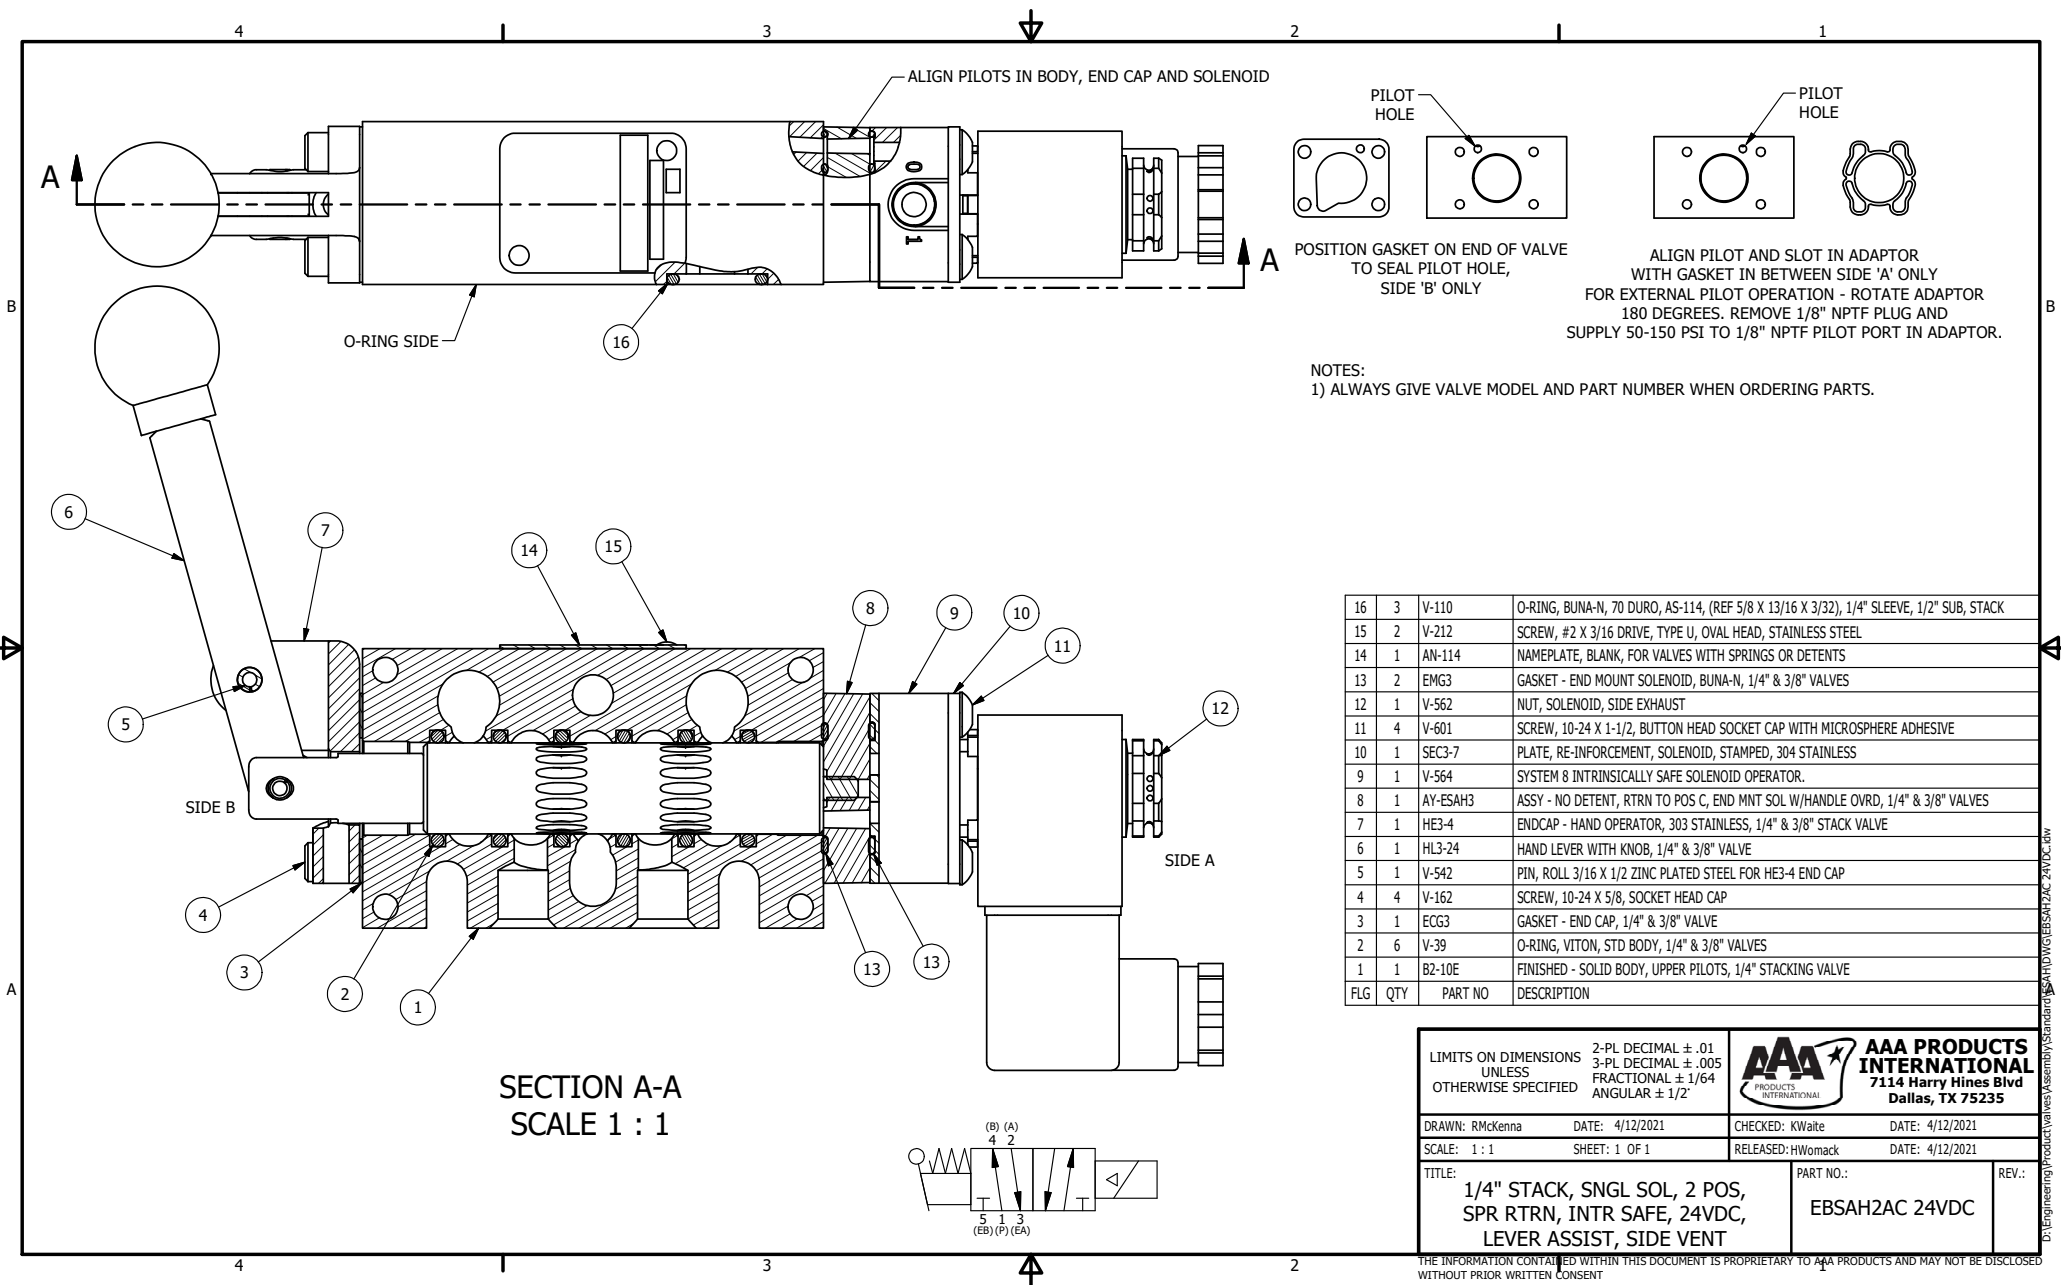 4 3 2 1
ALIGN PILOTS IN BODY, END CAP AND SOLENOID
A
A
0
1
O-RING SIDE
16
PILOT
HOLE
PILOT
HOLE
POSITION GASKET ON END OF VALVE
TO SEAL PILOT HOLE,
SIDE 'B' ONLY
ALIGN PILOT AND SLOT IN ADAPTOR
WITH GASKET IN BETWEEN SIDE 'A' ONLY
FOR EXTERNAL PILOT OPERATION - ROTATE ADAPTOR
180 DEGREES. REMOVE 1/8" NPTF PLUG AND
SUPPLY 50-150 PSI TO 1/8" NPTF PILOT PORT IN ADAPTOR.
B
B
NOTES:
1) ALWAYS GIVE VALVE MODEL AND PART NUMBER WHEN ORDERING PARTS.
6
7
14
15
8
9
10
11
12
5
SIDE B
SIDE A
4
3
2
1
13
13
A
A
SECTION A-A
SCALE 1 : 1
16 3 V-110 O-RING, BUNA-N, 70 DURO, AS-114, (REF 5/8 X 13/16 X 3/32), 1/4" SLEEVE, 1/2" SUB, STACK
15 2 V-212 SCREW, #2 X 3/16 DRIVE, TYPE U, OVAL HEAD, STAINLESS STEEL
14 1 AN-114 NAMEPLATE, BLANK, FOR VALVES WITH SPRINGS OR DETENTS
13 2 EMG3 GASKET - END MOUNT SOLENOID, BUNA-N, 1/4" & 3/8" VALVES
12 1 V-562 NUT, SOLENOID, SIDE EXHAUST
11 4 V-601 SCREW, 10-24 X 1-1/2, BUTTON HEAD SOCKET CAP WITH MICROSPHERE ADHESIVE
10 1 SEC3-7 PLATE, RE-INFORCEMENT, SOLENOID, STAMPED, 304 STAINLESS
9 1 V-564 SYSTEM 8 INTRINSICALLY SAFE SOLENOID OPERATOR.
8 1 AY-ESAH3 ASSY - NO DETENT, RTRN TO POS C, END MNT SOL W/HANDLE OVRD, 1/4" & 3/8" VALVES
7 1 HE3-4 ENDCAP - HAND OPERATOR, 303 STAINLESS, 1/4" & 3/8" STACK VALVE
6 1 HL3-24 HAND LEVER WITH KNOB, 1/4" & 3/8" VALVE
5 1 V-542 PIN, ROLL 3/16 X 1/2 ZINC PLATED STEEL FOR HE3-4 END CAP
4 4 V-162 SCREW, 10-24 X 5/8, SOCKET HEAD CAP
3 1 ECG3 GASKET - END CAP, 1/4" & 3/8" VALVE
2 6 V-39 O-RING, VITON, STD BODY, 1/4" & 3/8" VALVES
1 1 B2-10E FINISHED - SOLID BODY, UPPER PILOTS, 1/4" STACKING VALVE
FLG QTY PART NO DESCRIPTION
(B) (A)
4 2
5 1 3
(EB) (P) (EA)
LIMITS ON DIMENSIONS
UNLESS
OTHERWISE SPECIFIED
2-PL DECIMAL ± .01
3-PL DECIMAL ± .005
FRACTIONAL ± 1/64
ANGULAR ± 1/2°
AAA
PRODUCTS
INTERNATIONAL
AAA PRODUCTS
INTERNATIONAL
7114 Harry Hines Blvd
Dallas, TX 75235
DRAWN: RMcKenna DATE: 4/12/2021 CHECKED: KWaite DATE: 4/12/2021
SCALE: 1 : 1 SHEET: 1 OF 1 RELEASED: HWomack DATE: 4/12/2021
TITLE:
1/4" STACK, SNGL SOL, 2 POS,
SPR RTRN, INTR SAFE, 24VDC,
LEVER ASSIST, SIDE VENT
PART NO.:
EBSAH2AC 24VDC
REV.:
D:\Engineering\Product\valves\Assembly\Standard\ESAH\DWG\EBSAH2AC 24VDC.idw
4 3 2 1
THE INFORMATION CONTAINED WITHIN THIS DOCUMENT IS PROPRIETARY TO AAA PRODUCTS AND MAY NOT BE DISCLOSED
WITHOUT PRIOR WRITTEN CONSENT